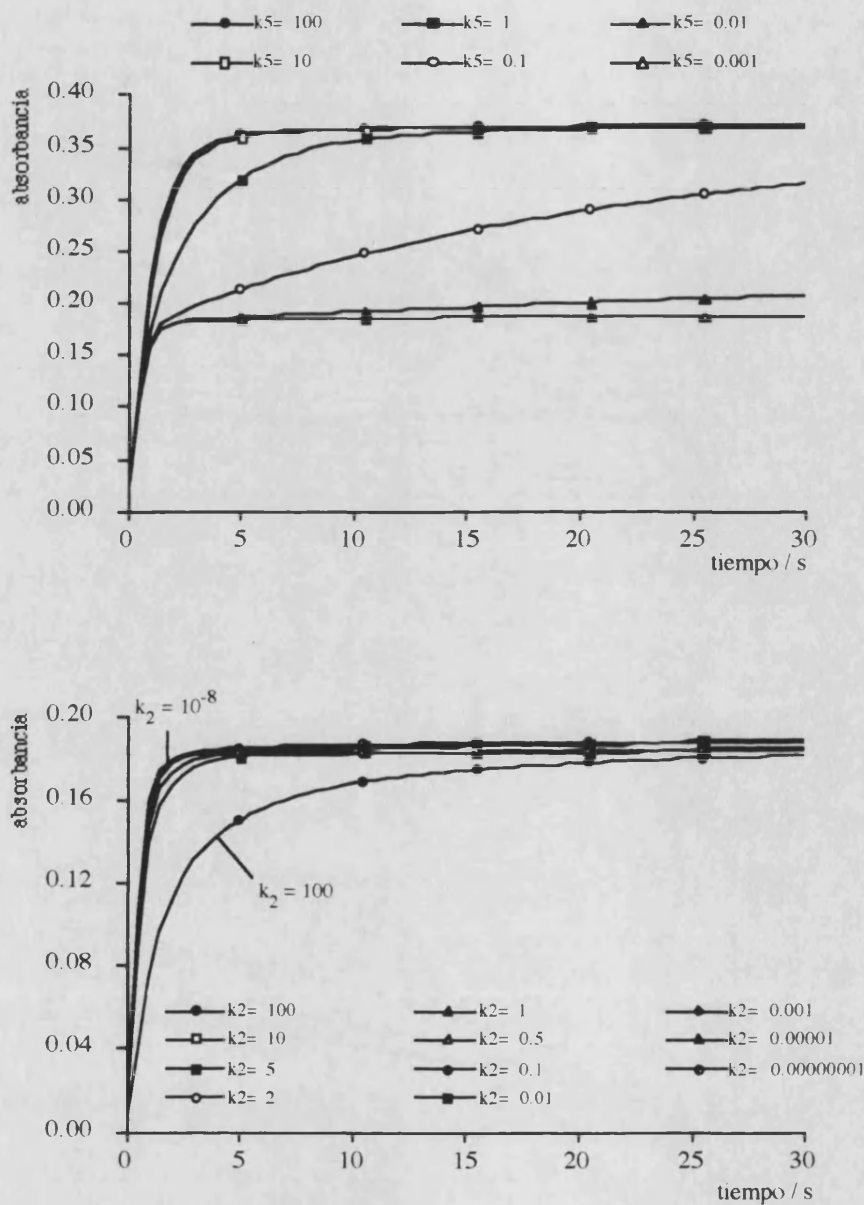 k5= 100 k5= 1 k5= 0.01
k5= 10 k5= 0.1 k5= 0.001
absorbancia
0.40
0.35
0.30
0.25
0.20
0.15
0.10
0.05
0.00
0 5 10 15 20 25 30
tiempo / s
absorbancia
0.20
0.16
0.12
0.08
0.04
0.00
k₂ = 10⁻⁸
k₂ = 100
k2= 100 k2= 1 k2= 0.001
k2= 10 k2= 0.5 k2= 0.00001
k2= 5 k2= 0.1 k2= 0.00000001
k2= 2 k2= 0.01
0 5 10 15 20 25 30
tiempo / s